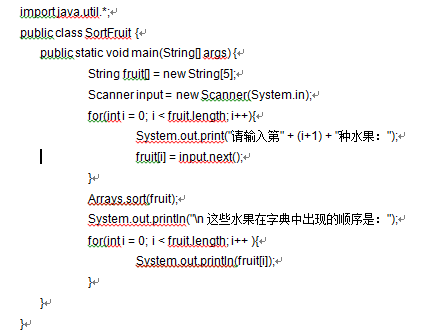 import java.util.*;
public class SortFruit {
public static void main(String[] args){
String fruit[] = new String[5];
Scanner input = new Scanner(System.in);
for(int i = 0; i < fruit.length; i++){
System.out.print("请输入第" + (i+1) + "种水果：");
fruit[i] = input.next();
}
Arrays.sort(fruit);
System.out.println("\n 这些水果在字典中出现的顺序是：");
for(int i = 0; i < fruit.length; i++ ){
System.out.println(fruit[i]);
}
}
}